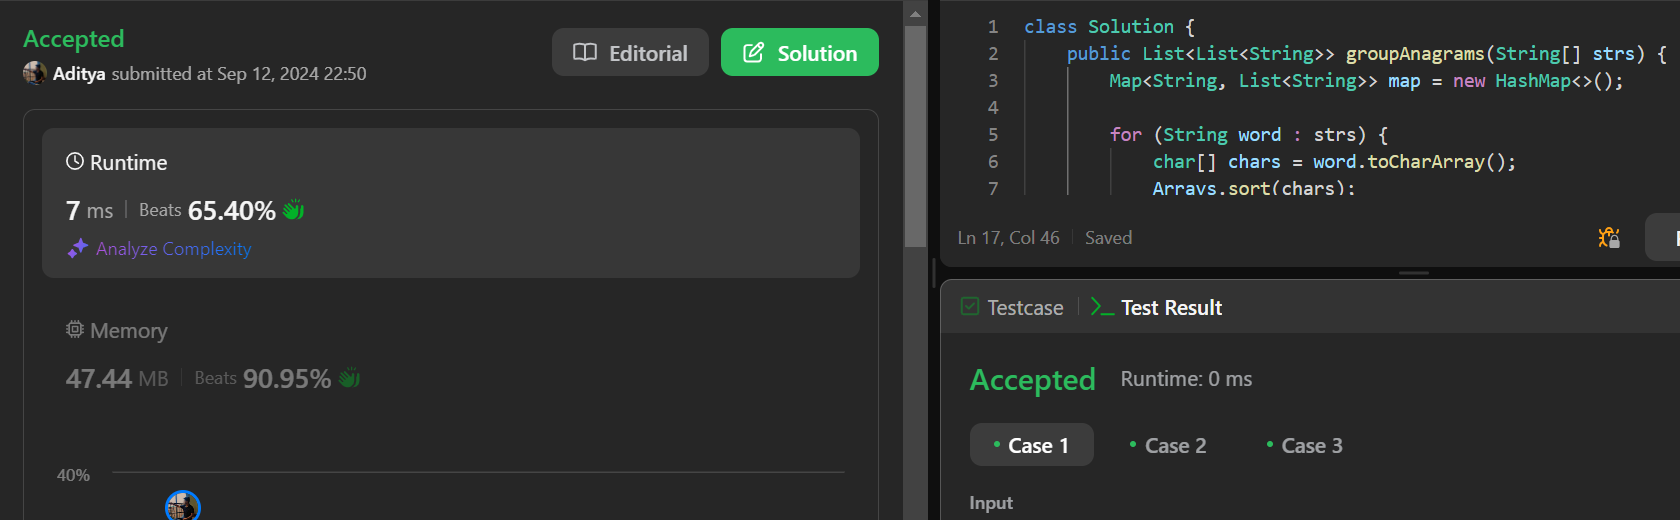 Accepted
Aditya submitted at Sep 12, 2024 22:50
Editorial
Solution
Runtime
7 ms | Beats 65.40%
Analyze Complexity
Memory
47.44 MB | Beats 90.95%
40%
1 class Solution {
2 public List<List<String>> groupAnagrams(String[] strs) {
3 Map<String, List<String>> map = new HashMap<>();
4
5 for (String word : strs) {
6 char[] chars = word.toCharArray();
7 Arrays.sort(chars);
Ln 17, Col 46 | Saved
Testcase | >_ Test Result
Accepted Runtime: 0 ms
• Case 1 • Case 2 • Case 3
Input